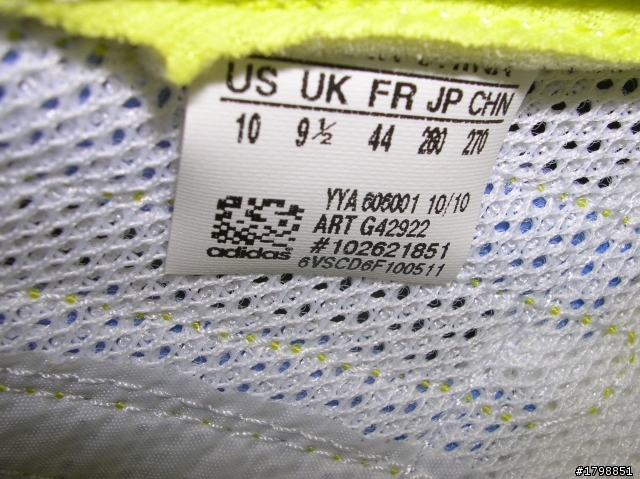 US UK FR JP CHN
10 9½ 44 280 270
YYA 606001 10/10
ART G42922
#102621851
adidas
6VSCD6F100511
#1798851